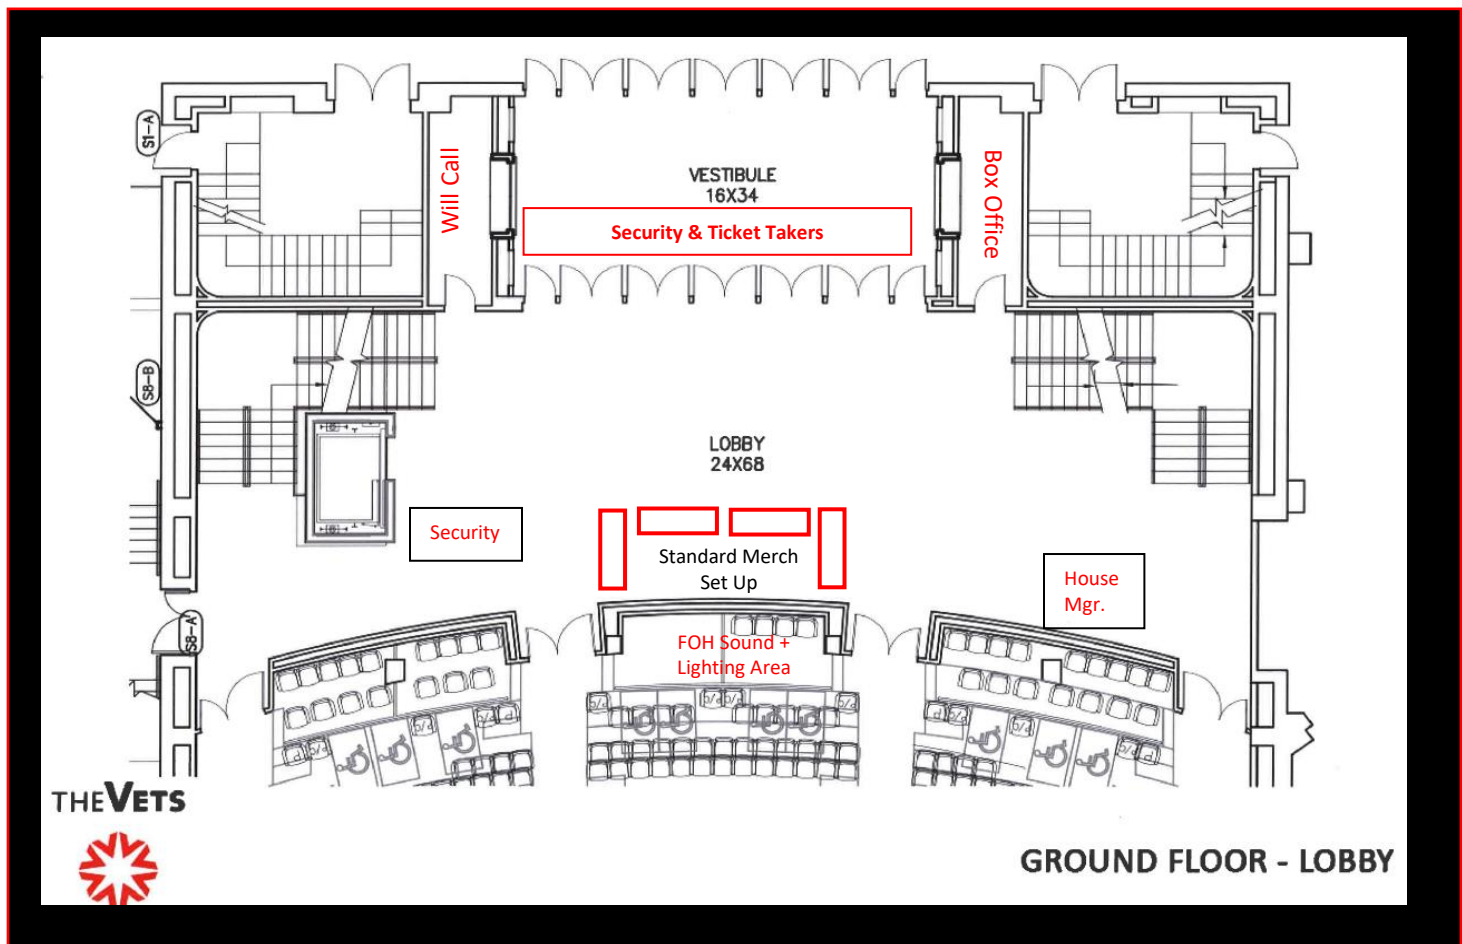 S1-A
Will Call
VESTIBULE
16X34
Security & Ticket Takers
Box Office
S8-B
LOBBY
24X68
Security
Standard Merch
Set Up
House
Mgr.
S8-A
FOH Sound +
Lighting Area
THE VETS
GROUND FLOOR - LOBBY